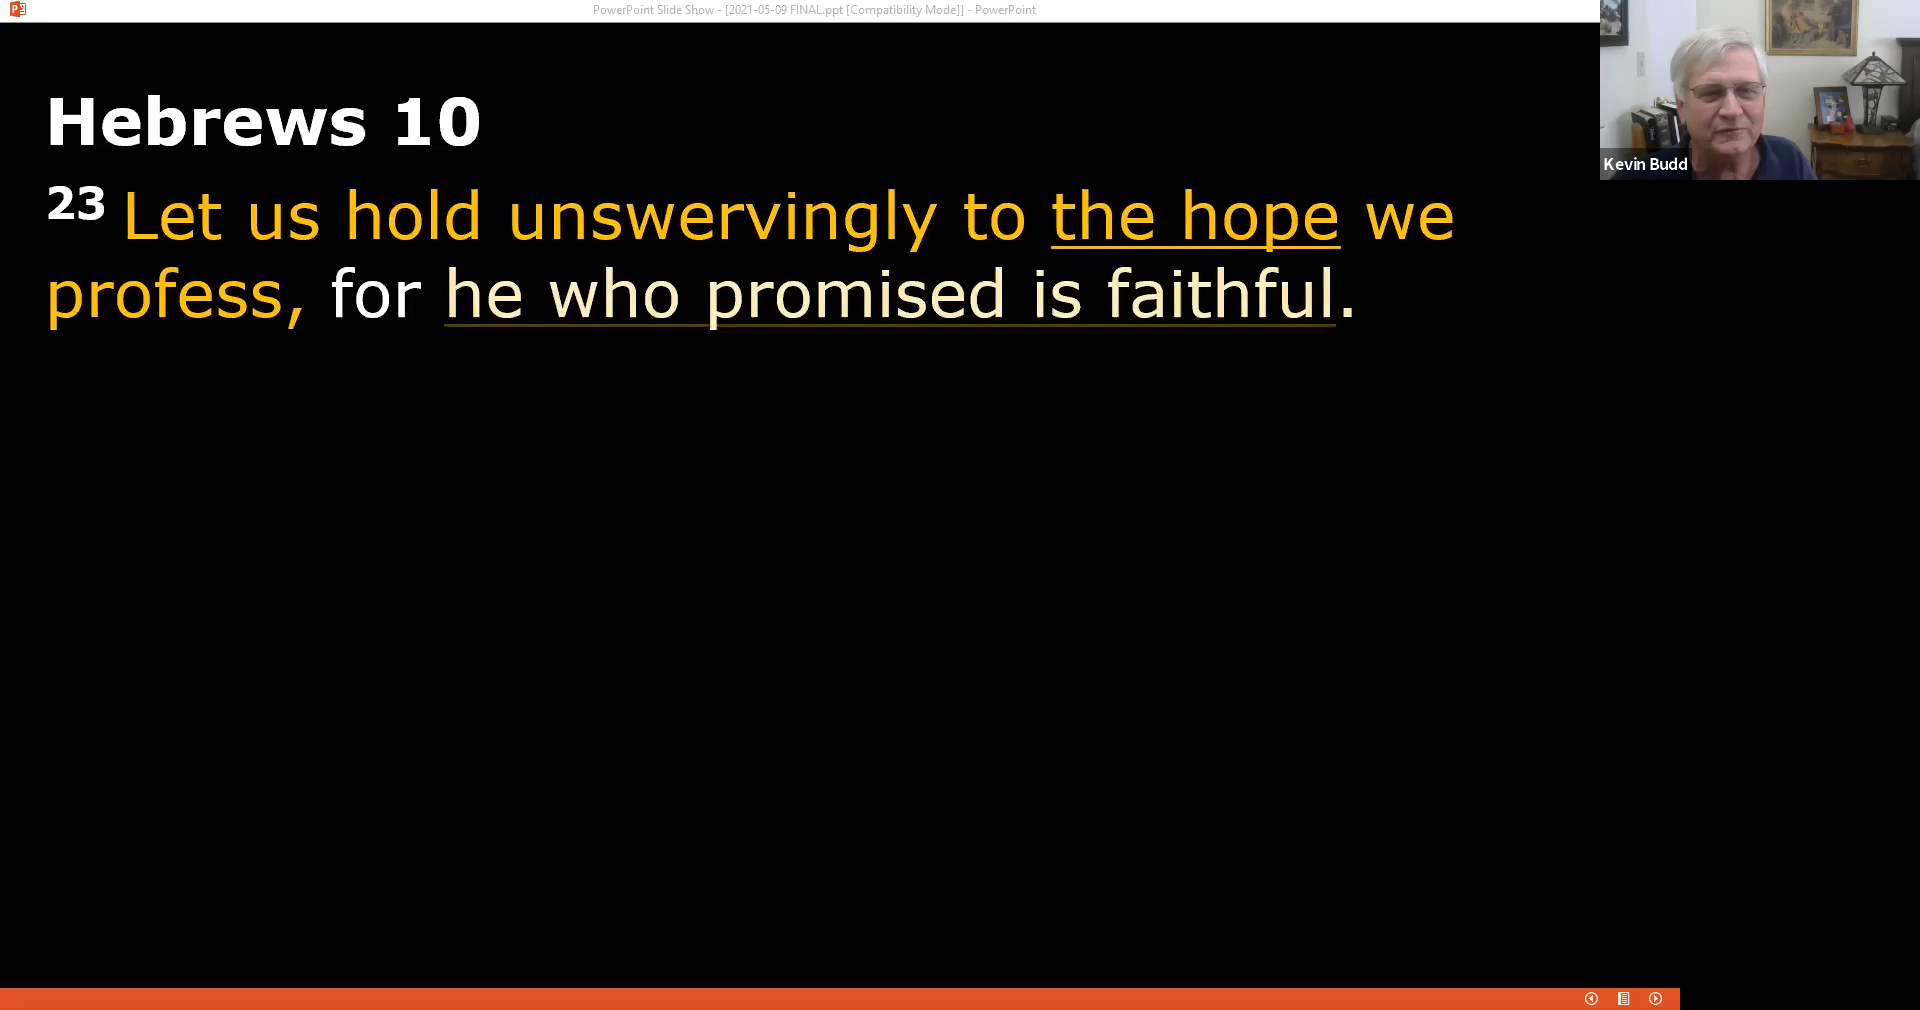 PowerPoint Slide Show - [2021-05-09 FINAL.ppt [Compatibility Mode]] - PowerPoint
Hebrews 10
23 Let us hold unswervingly to the hope we
profess, for he who promised is faithful.
Kevin Budd